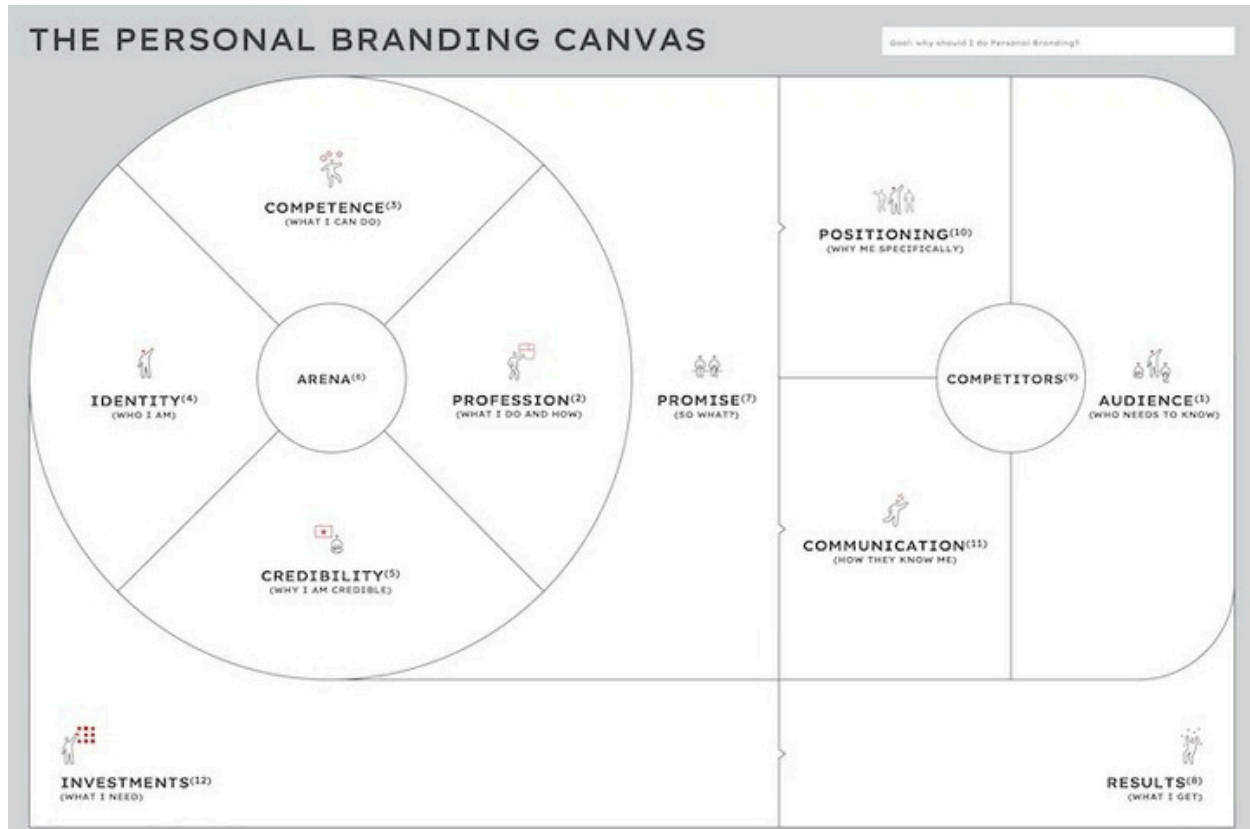 THE PERSONAL BRANDING CANVAS
Goal: why should I do Personal Branding?
COMPETENCE(3)
(WHAT I CAN DO)
POSITIONING(10)
(WHY ME SPECIFICALLY)
IDENTITY(4)
(WHO I AM)
ARENA(6)
PROFESSION(2)
(WHAT I DO AND HOW)
PROMISE(7)
(SO WHAT?)
COMPETITORS(9)
AUDIENCE(1)
(WHO NEEDS TO KNOW)
CREDIBILITY(5)
(WHY I AM CREDIBLE)
COMMUNICATION(11)
(HOW THEY KNOW ME)
INVESTMENTS(12)
(WHAT I NEED)
RESULTS(8)
(WHAT I GET)